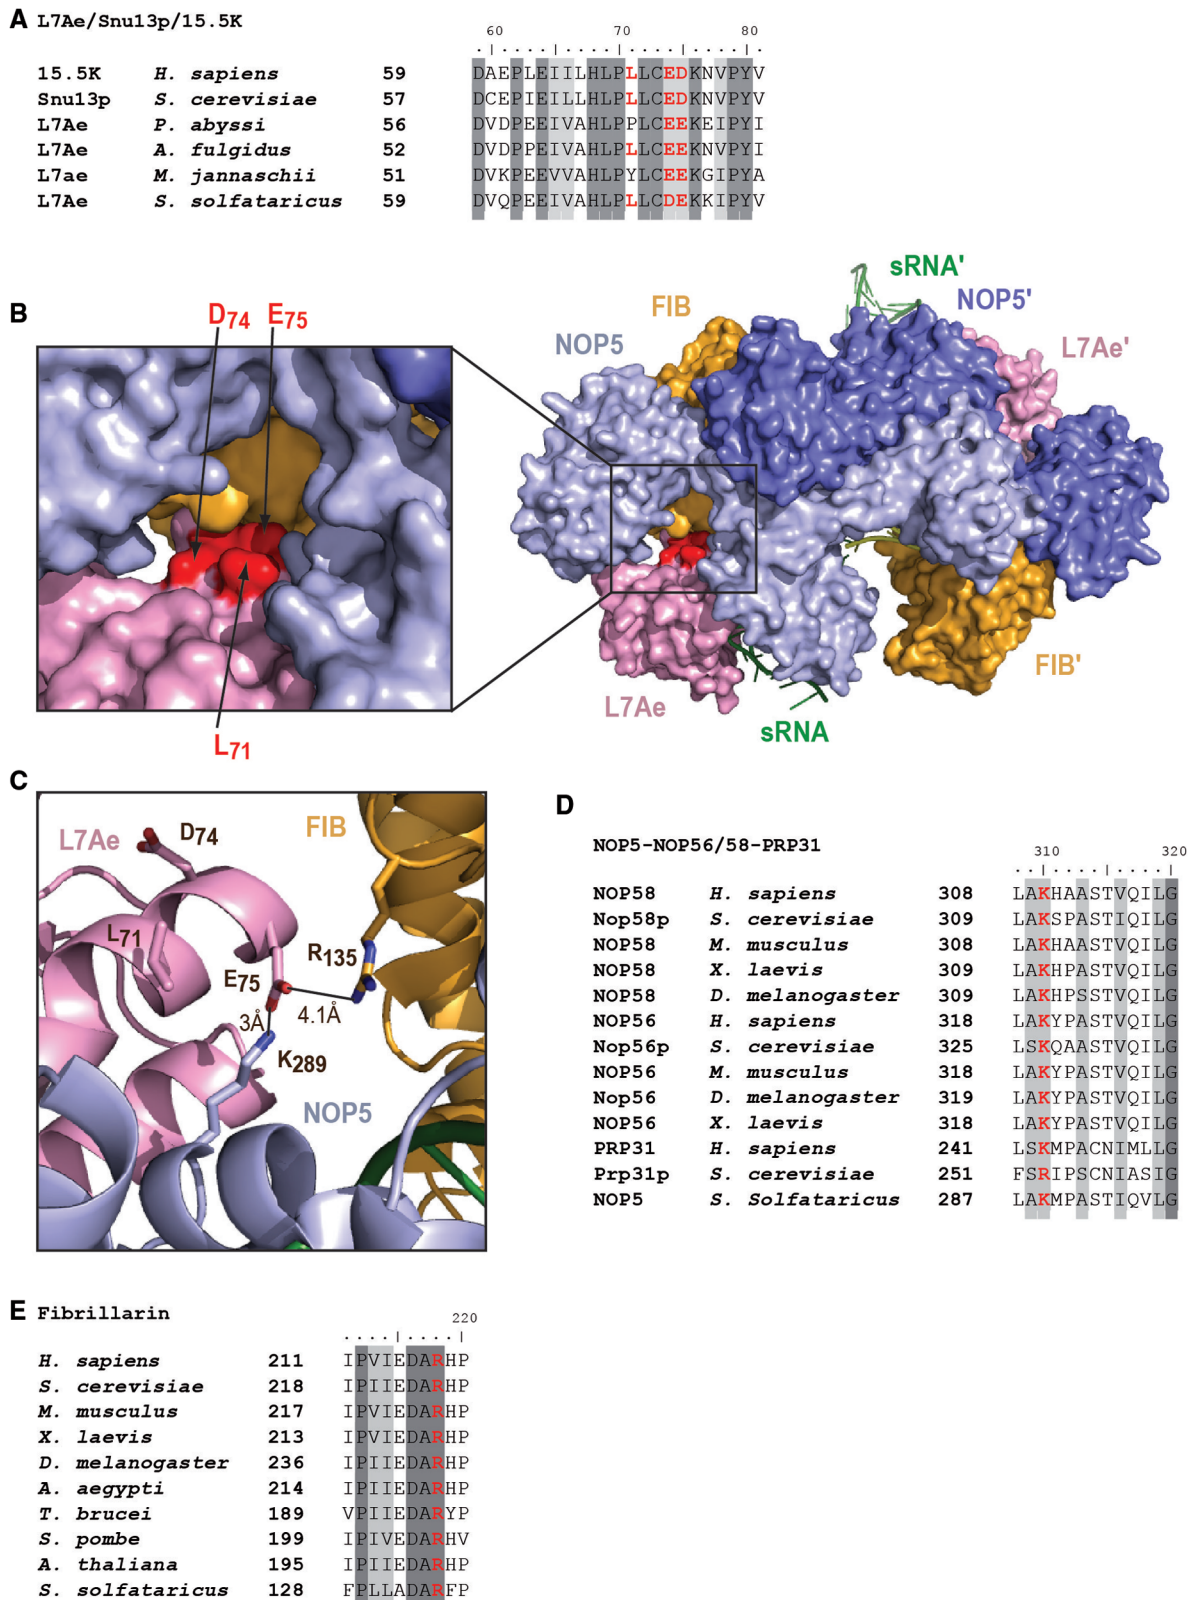 A L7Ae/Snu13p/15.5K
60 70 80
15.5K H. sapiens 59 DAEPLEIILHLPLLCEDKNVPYV
Snu13p S. cerevisiae 57 DCEPIEILLHLPLLCEDKNVPYV
L7Ae P. abyssi 56 DVDPEEIVAHLPPLCEEKEIPYI
L7Ae A. fulgidus 52 DVDPPEIVAHLPLLCEEKNVPYI
L7ae M. jannaschii 51 DVKPEEVVAHLPYLCEEKGIPYA
L7Ae S. solfataricus 59 DVQPEEIVAHLPLLCDEKKIPYV
B
D74 E75
L71
sRNA'
FIB NOP5'
NOP5 L7Ae'
FIB'
L7Ae
sRNA
C
L7Ae D74 FIB
L71
R135
E75
3Å 4.1Å
K289
NOP5
D
NOP5-NOP56/58-PRP31
310 320
NOP58 H. sapiens 308 LAKHAASTVQILG
Nop58p S. cerevisiae 309 LAKSPASTIQILG
NOP58 M. musculus 308 LAKHAASTVQILG
NOP58 X. laevis 309 LAKHPASTVQILG
NOP58 D. melanogaster 309 LAKHPSSTVQILG
NOP56 H. sapiens 318 LAKYPASTVQILG
Nop56p S. cerevisiae 325 LSKQAASTVQILG
NOP56 M. musculus 318 LAKYPASTVQILG
Nop56 D. melanogaster 319 LAKYPASTVQILG
NOP56 X. laevis 318 LAKYPASTVQILG
PRP31 H. sapiens 241 LSKMPACNIMLLG
Prp31p S. cerevisiae 251 FSRIPSCNIASIG
NOP5 S. Solfataricus 287 LAKMPASTIQVLG
E Fibrillarin
220
H. sapiens 211 IPVIEDARHP
S. cerevisiae 218 IPIIEDARHP
M. musculus 217 IPVIEDARHP
X. laevis 213 IPVIEDARHP
D. melanogaster 236 IPIIEDARHP
A. aegypti 214 IPIIEDARHP
T. brucei 189 VPIIEDARYP
S. pombe 199 IPIVEDARHV
A. thaliana 195 IPIIEDARHP
S. solfataricus 128 FPLLADARFP